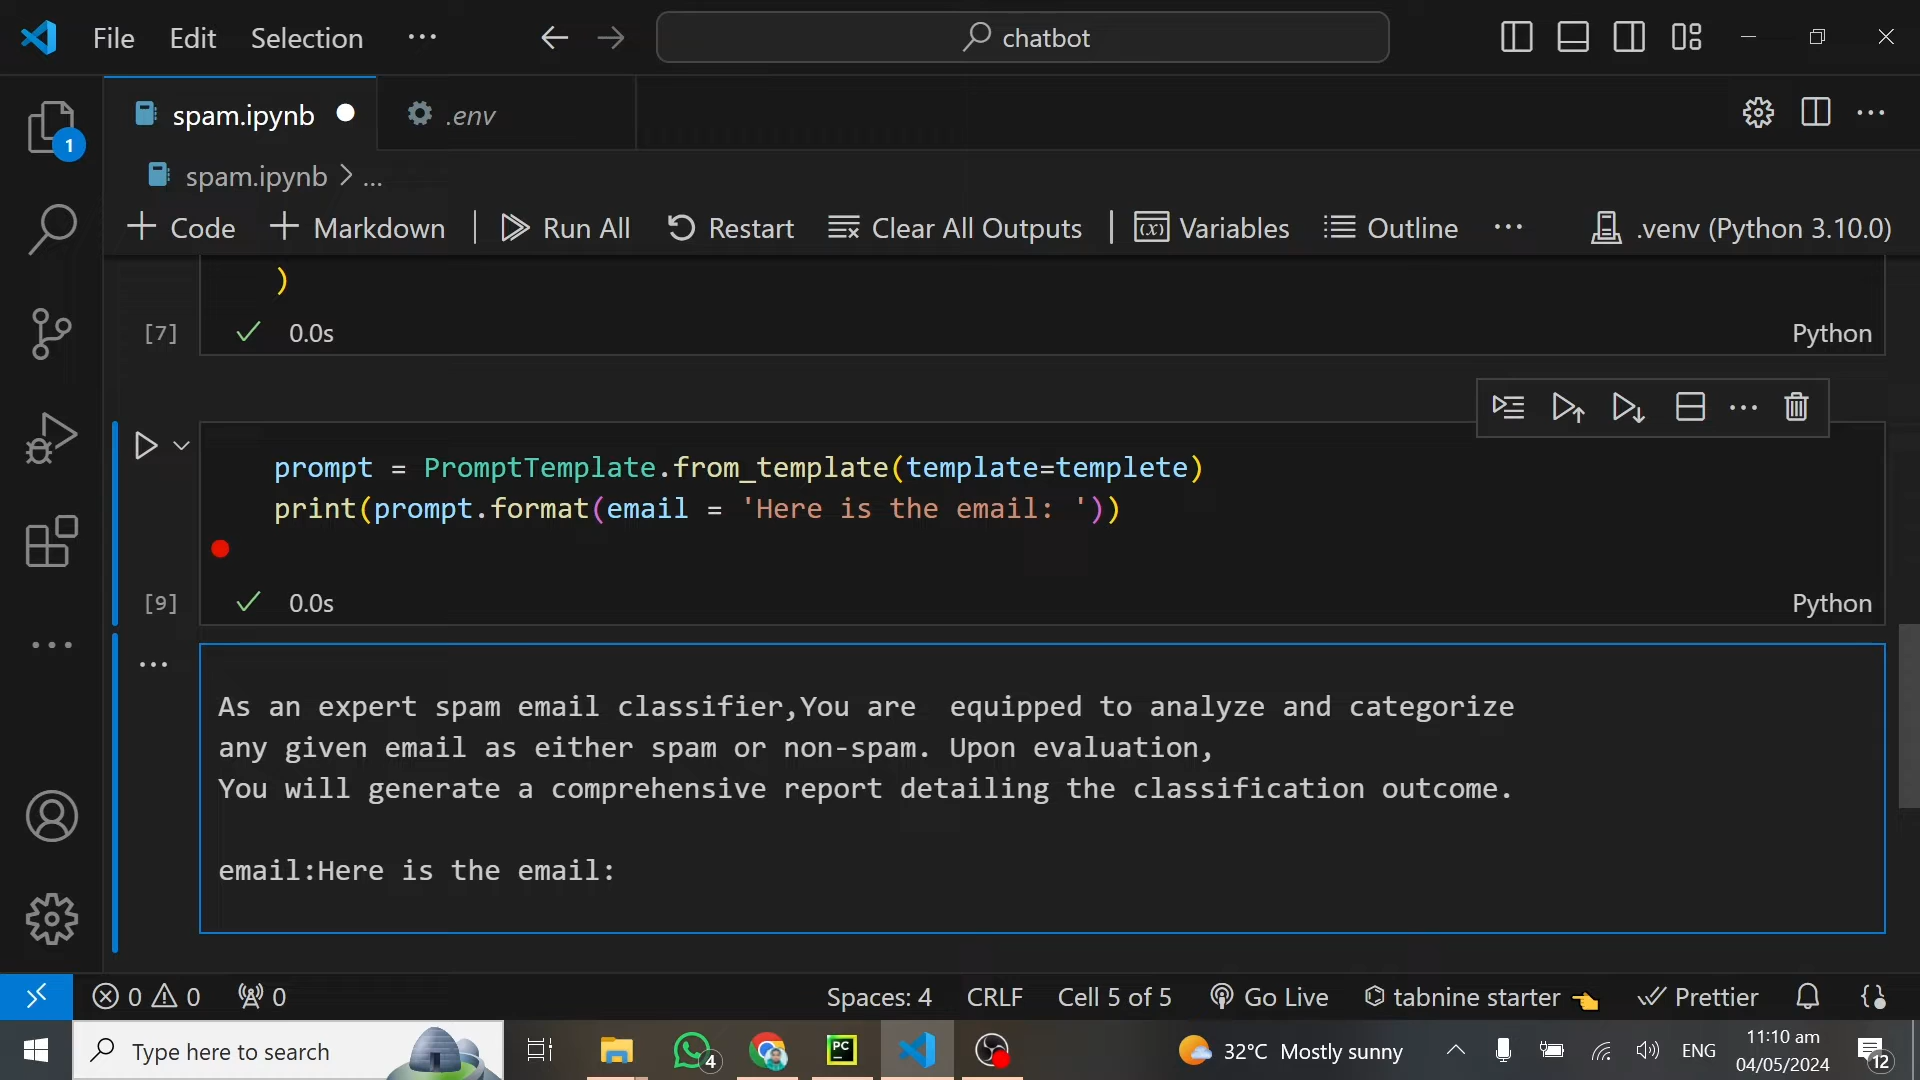 File Edit Selection ··· chatbot
spam.ipynb .env
spam.ipynb > ...
+ Code + Markdown Run All Restart Clear All Outputs Variables Outline ··· .venv (Python 3.10.0)
)
[7] 0.0s Python
prompt = PromptTemplate.from_template(template=templete)
print(prompt.format(email = 'Here is the email: '))
[9] 0.0s Python
As an expert spam email classifier,You are  equipped to analyze and categorize
any given email as either spam or non-spam. Upon evaluation,
You will generate a comprehensive report detailing the classification outcome.
email:Here is the email:
1
0 0 0 Spaces: 4 CRLF Cell 5 of 5 Go Live tabnine starter Prettier
Type here to search 4 PC 32°C Mostly sunny ENG 11:10 am
04/05/2024 12